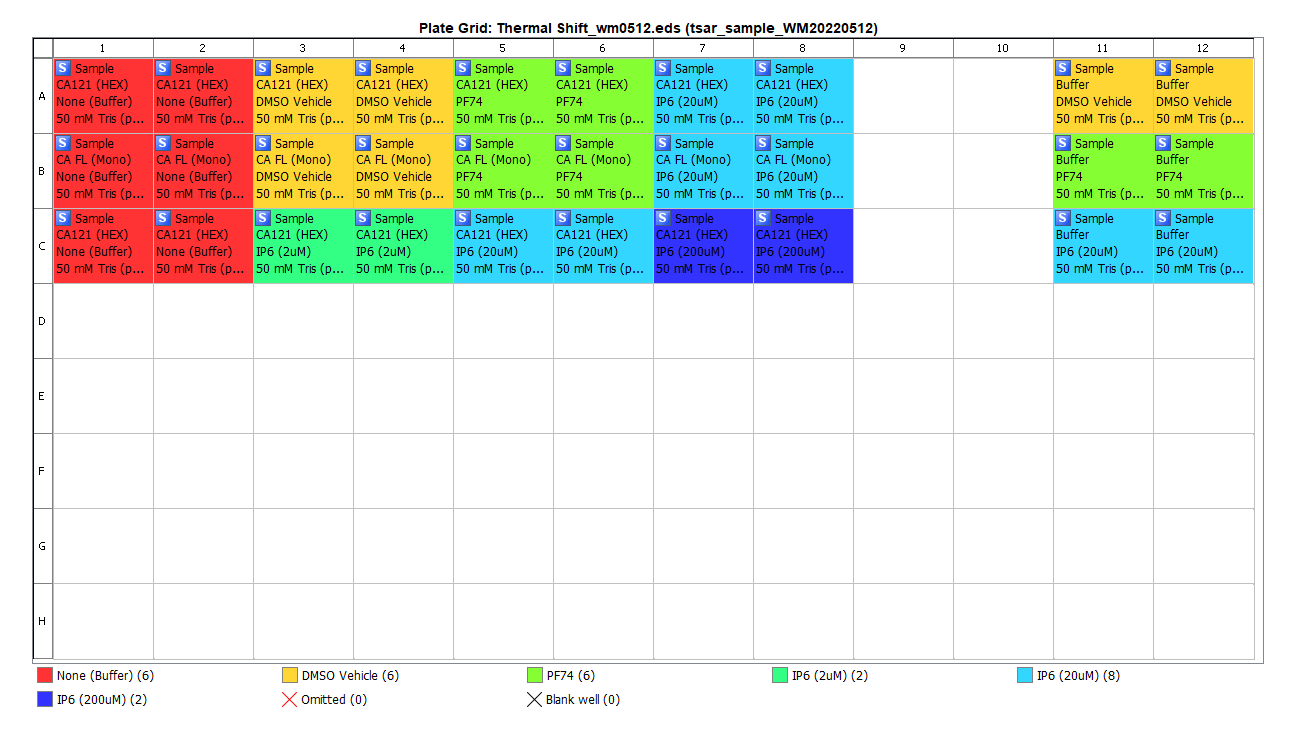 Plate Grid: Thermal Shift_wm0512.eds (tsar_sample_WM20220512)
1 2 3 4 5 6 7 8 9 10 11 12
A
S Sample S Sample S Sample S Sample S Sample S Sample S Sample S Sample S Sample S Sample
CA121 (HEX) CA121 (HEX) CA121 (HEX) CA121 (HEX) CA121 (HEX) CA121 (HEX) CA121 (HEX) CA121 (HEX) Buffer Buffer
None (Buffer) None (Buffer) DMSO Vehicle DMSO Vehicle PF74 PF74 IP6 (20uM) IP6 (20uM) DMSO Vehicle DMSO Vehicle
50 mM Tris (p... 50 mM Tris (p... 50 mM Tris (p... 50 mM Tris (p... 50 mM Tris (p... 50 mM Tris (p... 50 mM Tris (p... 50 mM Tris (p... 50 mM Tris (p... 50 mM Tris (p...
B
S Sample S Sample S Sample S Sample S Sample S Sample S Sample S Sample S Sample S Sample
CA FL (Mono) CA FL (Mono) CA FL (Mono) CA FL (Mono) CA FL (Mono) CA FL (Mono) CA FL (Mono) CA FL (Mono) Buffer Buffer
None (Buffer) None (Buffer) DMSO Vehicle DMSO Vehicle PF74 PF74 IP6 (20uM) IP6 (20uM) PF74 PF74
50 mM Tris (p... 50 mM Tris (p... 50 mM Tris (p... 50 mM Tris (p... 50 mM Tris (p... 50 mM Tris (p... 50 mM Tris (p... 50 mM Tris (p... 50 mM Tris (p... 50 mM Tris (p...
C
S Sample S Sample S Sample S Sample S Sample S Sample S Sample S Sample S Sample S Sample
CA121 (HEX) CA121 (HEX) CA121 (HEX) CA121 (HEX) CA121 (HEX) CA121 (HEX) CA121 (HEX) CA121 (HEX) Buffer Buffer
None (Buffer) None (Buffer) IP6 (2uM) IP6 (2uM) IP6 (20uM) IP6 (20uM) IP6 (200uM) IP6 (200uM) IP6 (20uM) IP6 (20uM)
50 mM Tris (p... 50 mM Tris (p... 50 mM Tris (p... 50 mM Tris (p... 50 mM Tris (p... 50 mM Tris (p... 50 mM Tris (p... 50 mM Tris (p... 50 mM Tris (p... 50 mM Tris (p...
D
E
F
G
H
None (Buffer) (6) DMSO Vehicle (6) PF74 (6) IP6 (2uM) (2) IP6 (20uM) (8)
IP6 (200uM) (2) Omitted (0) Blank well (0)